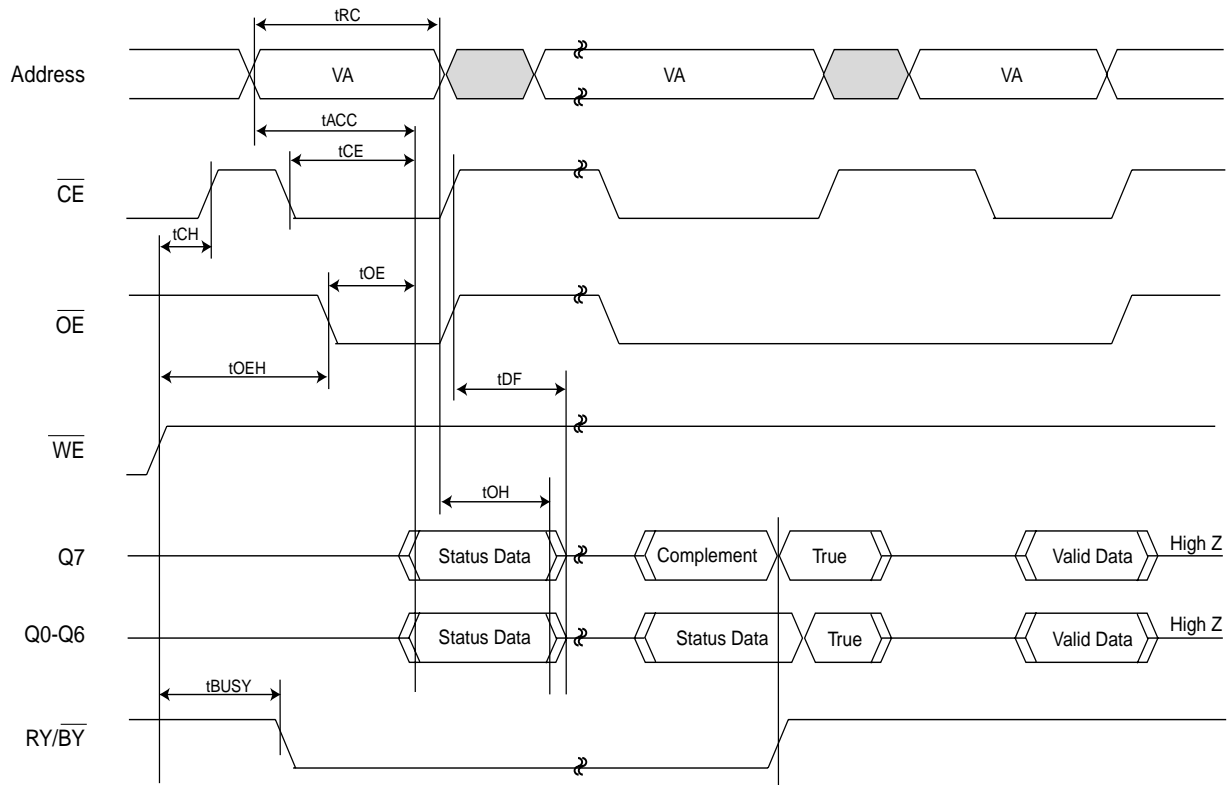 tRC
Address
VA
VA
VA
tACC
tCE
CE
tCH
tOE
OE
tOEH
tDF
WE
tOH
Q7
Status Data
Complement
True
Valid Data
High Z
Q0-Q6
Status Data
Status Data
True
Valid Data
High Z
tBUSY
RY/BY